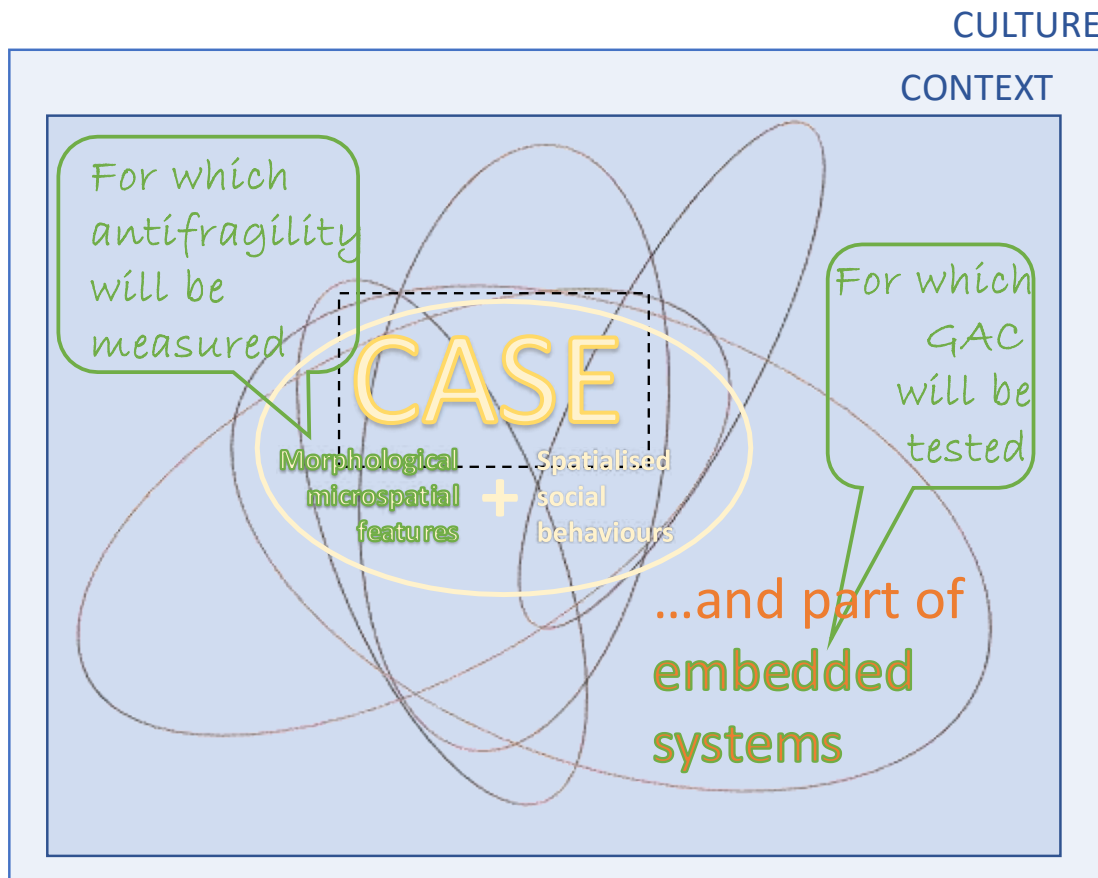 CULTURE
CONTEXT
For which
antifragility
will be
measured
For which
GAC
will be
tested
CASE
Morphological
microspatial
features
+
Spatialised
social
behaviours
...and part of
embedded
systems